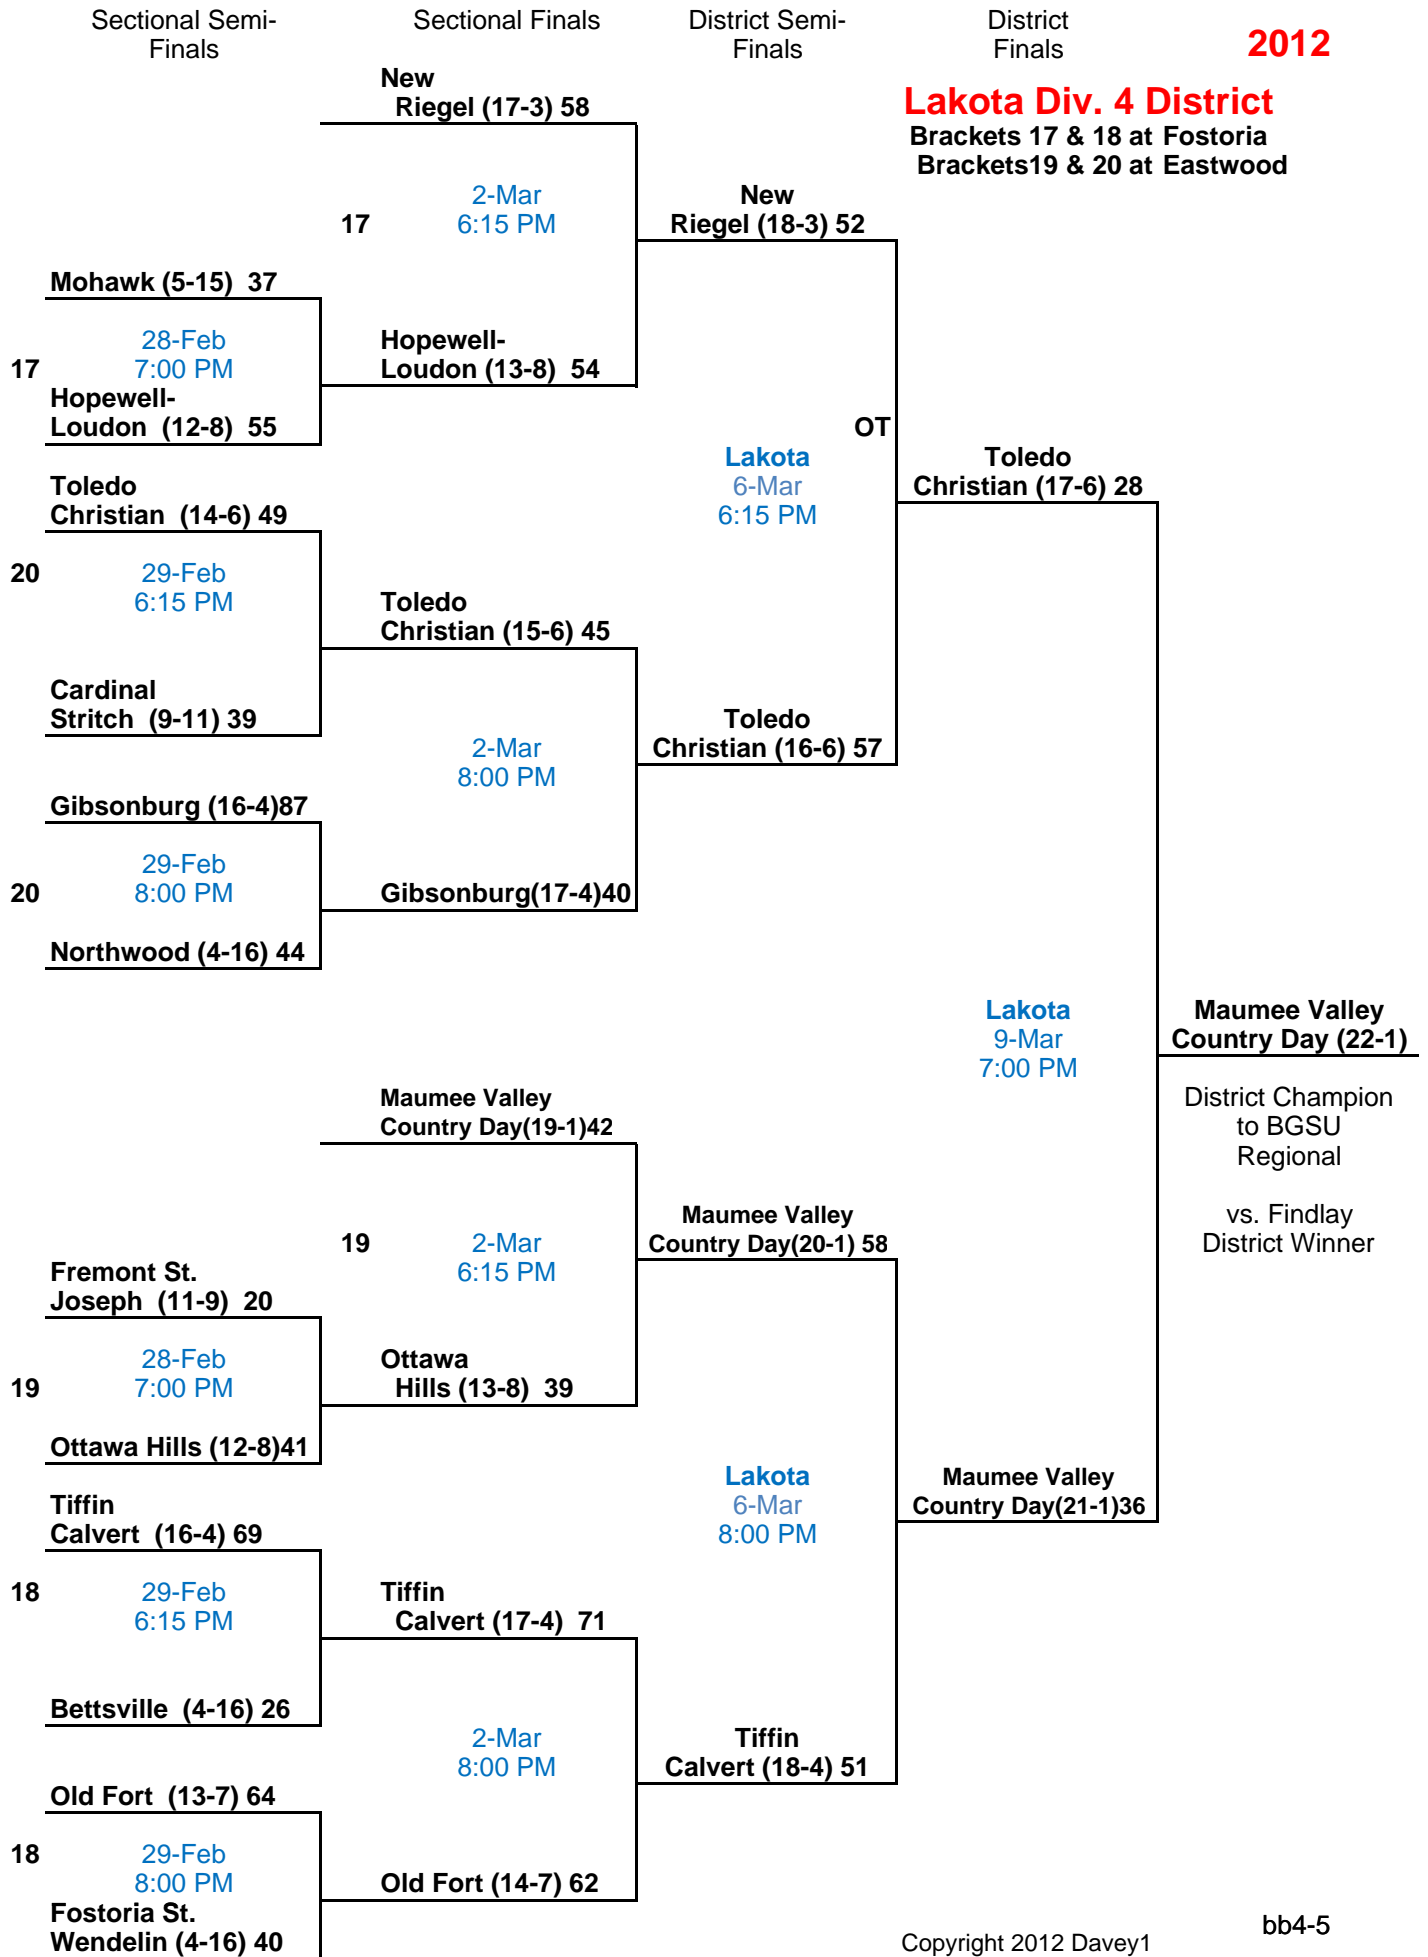 Sectional Semi-
Finals
Sectional Finals
District Semi-
Finals
District
Finals
2012
Lakota Div. 4 District
Brackets 17 & 18 at Fostoria
Brackets19 & 20 at Eastwood
New
Riegel (17-3) 58
17
2-Mar
6:15 PM
New
Riegel (18-3) 52
Mohawk (5-15) 37
17
28-Feb
7:00 PM
Hopewell-
Loudon (12-8) 55
Hopewell-
Loudon (13-8) 54
OT
Lakota
6-Mar
6:15 PM
Toledo
Christian (17-6) 28
Toledo
Christian (14-6) 49
20
29-Feb
6:15 PM
Toledo
Christian (15-6) 45
Cardinal
Stritch (9-11) 39
2-Mar
8:00 PM
Toledo
Christian (16-6) 57
Gibsonburg (16-4)87
20
29-Feb
8:00 PM
Gibsonburg(17-4)40
Northwood (4-16) 44
Lakota
9-Mar
7:00 PM
Maumee Valley
Country Day (22-1)
District Champion
to BGSU
Regional
vs. Findlay
District Winner
Maumee Valley
Country Day(19-1)42
19
2-Mar
6:15 PM
Maumee Valley
Country Day(20-1) 58
Fremont St.
Joseph (11-9) 20
19
28-Feb
7:00 PM
Ottawa
Hills (13-8) 39
Ottawa Hills (12-8)41
Lakota
6-Mar
8:00 PM
Maumee Valley
Country Day(21-1)36
Tiffin
Calvert (16-4) 69
18
29-Feb
6:15 PM
Tiffin
Calvert (17-4) 71
Bettsville (4-16) 26
2-Mar
8:00 PM
Tiffin
Calvert (18-4) 51
Old Fort (13-7) 64
18
29-Feb
8:00 PM
Old Fort (14-7) 62
Fostoria St.
Wendelin (4-16) 40
Copyright 2012 Davey1
bb4-5